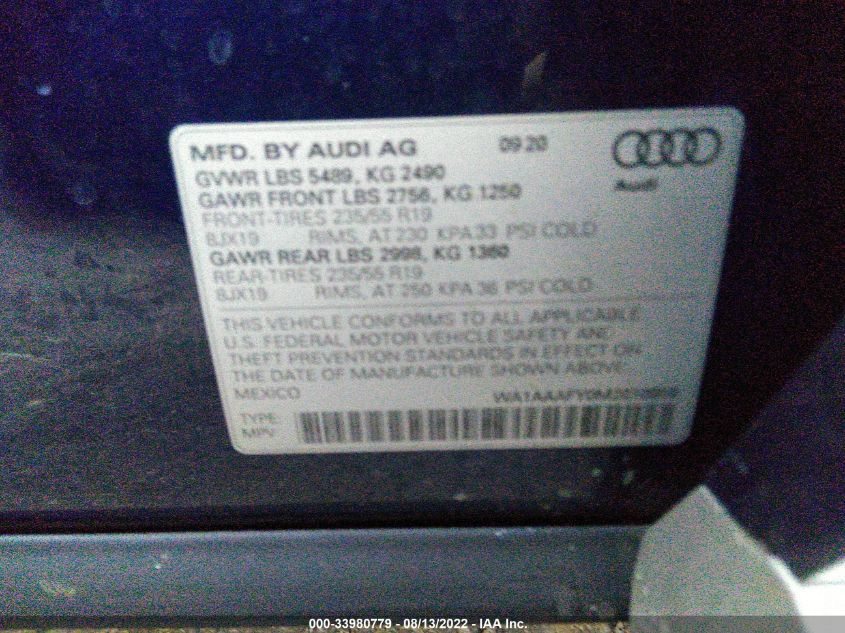 MFD. BY AUDI AG 09.20
GVWR LBS 5489, KG 2490
GAWR FRONT LBS 2756, KG 1250
FRONT-TIRES 235/55 R19
8JX19 RIMS, AT 230 KPA 33 PSI COLD
GAWR REAR LBS 2998, KG 1360
REAR-TIRES 235/55 R19
8JX19 RIMS, AT 250 KPA 36 PSI COLD
Audi
THIS VEHICLE CONFORMS TO ALL APPLICABLE
U.S. FEDERAL MOTOR VEHICLE SAFETY AND
THEFT PREVENTION STANDARDS IN EFFECT ON
THE DATE OF MANUFACTURE SHOWN ABOVE.
MEXICO
TYPE:
MPV
000-33980779 - 08/13/2022 - IAA Inc.